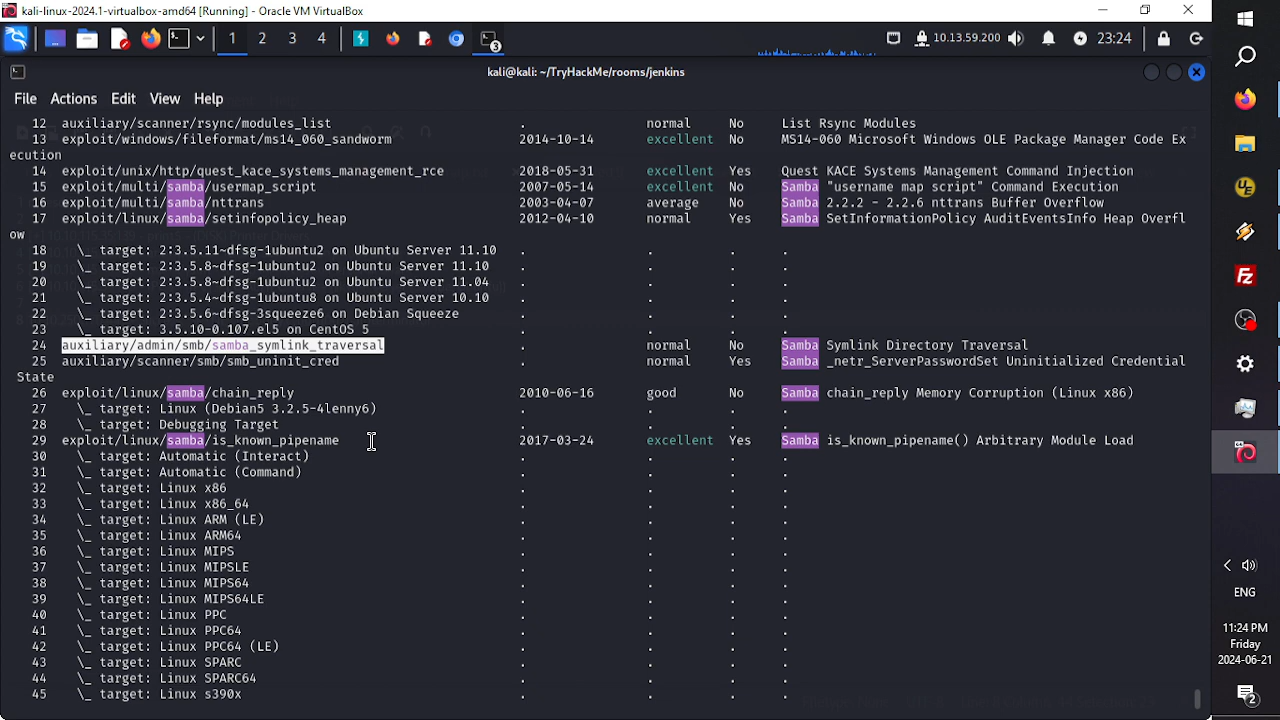 kali-linux-2024.1-virtualbox-amd64 [Running] - Oracle VM VirtualBox
1 2 3 4 3 10.13.59.200 23:24
kali@kali: ~/TryHackMe/rooms/jenkins
File Actions Edit View Help
12 auxiliary/scanner/rsync/modules_list . normal No List Rsync Modules
13 exploit/windows/fileformat/ms14_060_sandworm 2014-10-14 excellent No MS14-060 Microsoft Windows OLE Package Manager Code Ex
ecution
14 exploit/unix/http/quest_kace_systems_management_rce 2018-05-31 excellent Yes Quest KACE Systems Management Command Injection
15 exploit/multi/samba/usermap_script 2007-05-14 excellent No Samba "username map script" Command Execution
16 exploit/multi/samba/nttrans 2003-04-07 average No Samba 2.2.2 - 2.2.6 nttrans Buffer Overflow
17 exploit/linux/samba/setinfopolicy_heap 2012-04-10 normal Yes Samba SetInformationPolicy AuditEventsInfo Heap Overfl
ow
18 \_ target: 2:3.5.11~dfsg-1ubuntu2 on Ubuntu Server 11.10 . . . .
19 \_ target: 2:3.5.8~dfsg-1ubuntu2 on Ubuntu Server 11.10 . . . .
20 \_ target: 2:3.5.8~dfsg-1ubuntu2 on Ubuntu Server 11.04 . . . .
21 \_ target: 2:3.5.4~dfsg-1ubuntu8 on Ubuntu Server 10.10 . . . .
22 \_ target: 2:3.5.6~dfsg-3squeeze6 on Debian Squeeze . . . .
23 \_ target: 3.5.10-0.107.el5 on CentOS 5 . . . .
24 auxiliary/admin/smb/samba_symlink_traversal . normal No Samba Symlink Directory Traversal
25 auxiliary/scanner/smb/smb_uninit_cred . normal Yes Samba _netr_ServerPasswordSet Uninitialized Credential
State
26 exploit/linux/samba/chain_reply 2010-06-16 good No Samba chain_reply Memory Corruption (Linux x86)
27 \_ target: Linux (Debian5 3.2.5-4lenny6) . . . .
28 \_ target: Debugging Target . . . .
29 exploit/linux/samba/is_known_pipename 2017-03-24 excellent Yes Samba is_known_pipename() Arbitrary Module Load
30 \_ target: Automatic (Interact) . . . .
31 \_ target: Automatic (Command) . . . .
32 \_ target: Linux x86 . . . .
33 \_ target: Linux x86_64 . . . .
34 \_ target: Linux ARM (LE) . . . .
35 \_ target: Linux ARM64 . . . .
36 \_ target: Linux MIPS . . . .
37 \_ target: Linux MIPSLE . . . .
38 \_ target: Linux MIPS64 . . . .
39 \_ target: Linux MIPS64LE . . . .
40 \_ target: Linux PPC . . . .
41 \_ target: Linux PPC64 . . . .
42 \_ target: Linux PPC64 (LE) . . . .
43 \_ target: Linux SPARC . . . .
44 \_ target: Linux SPARC64 . . . .
45 \_ target: Linux s390x . . . .
ENG
11:24 PM
Friday
2024-06-21
2